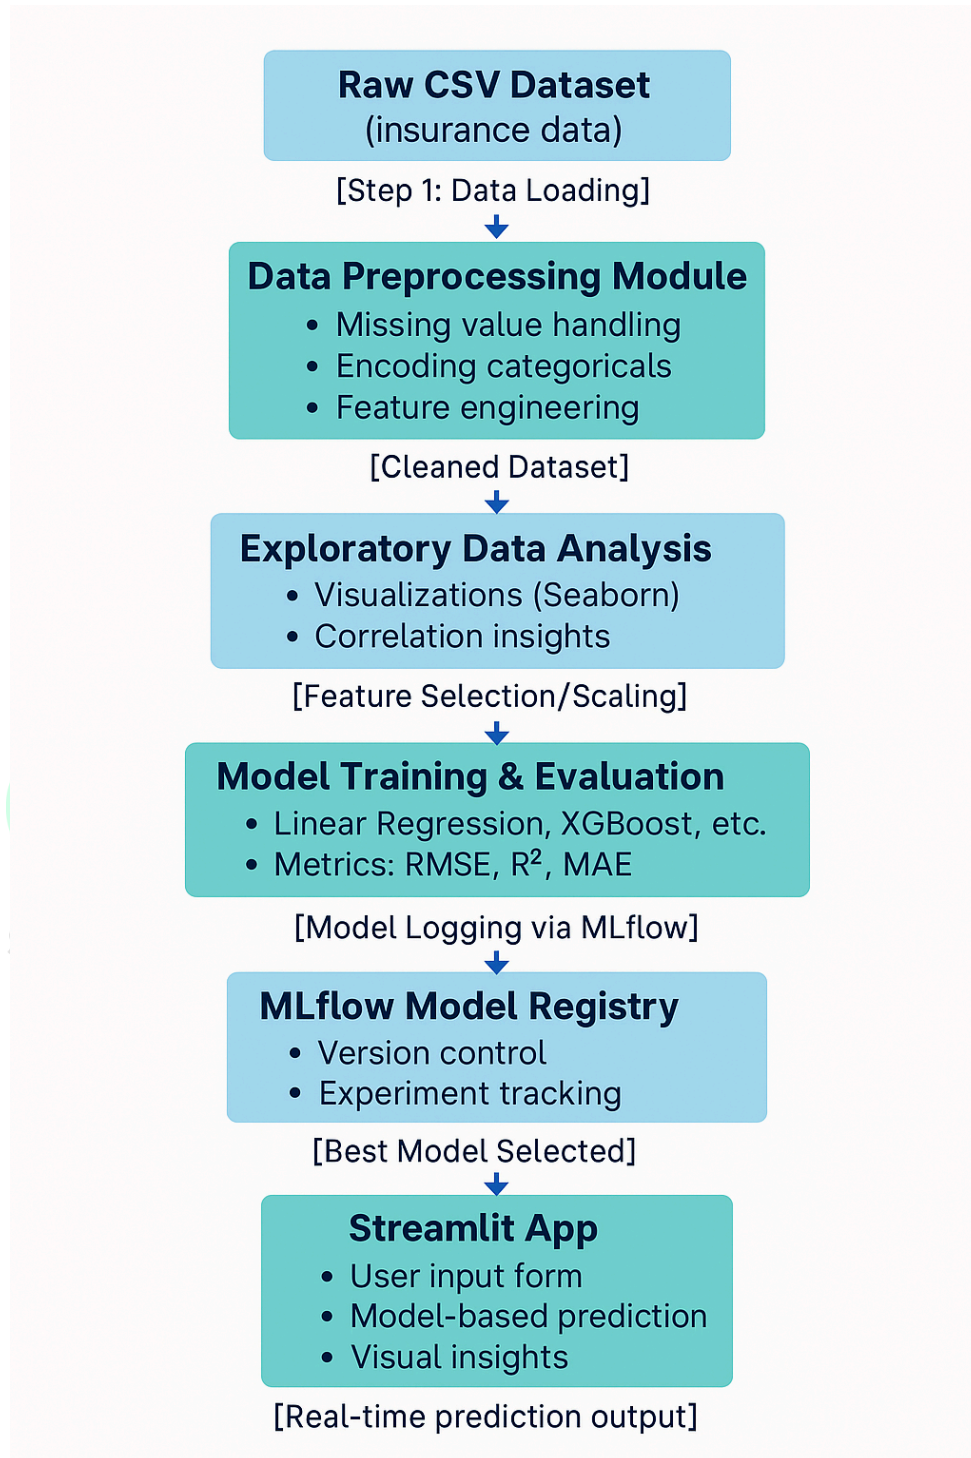 Raw CSV Dataset
(insurance data)
[Step 1: Data Loading]
Data Preprocessing Module
• Missing value handling
• Encoding categoricals
• Feature engineering
[Cleaned Dataset]
Exploratory Data Analysis
• Visualizations (Seaborn)
• Correlation insights
[Feature Selection/Scaling]
Model Training & Evaluation
• Linear Regression, XGBoost, etc.
• Metrics: RMSE, R², MAE
[Model Logging via MLflow]
MLflow Model Registry
• Version control
• Experiment tracking
[Best Model Selected]
Streamlit App
• User input form
• Model-based prediction
• Visual insights
[Real-time prediction output]